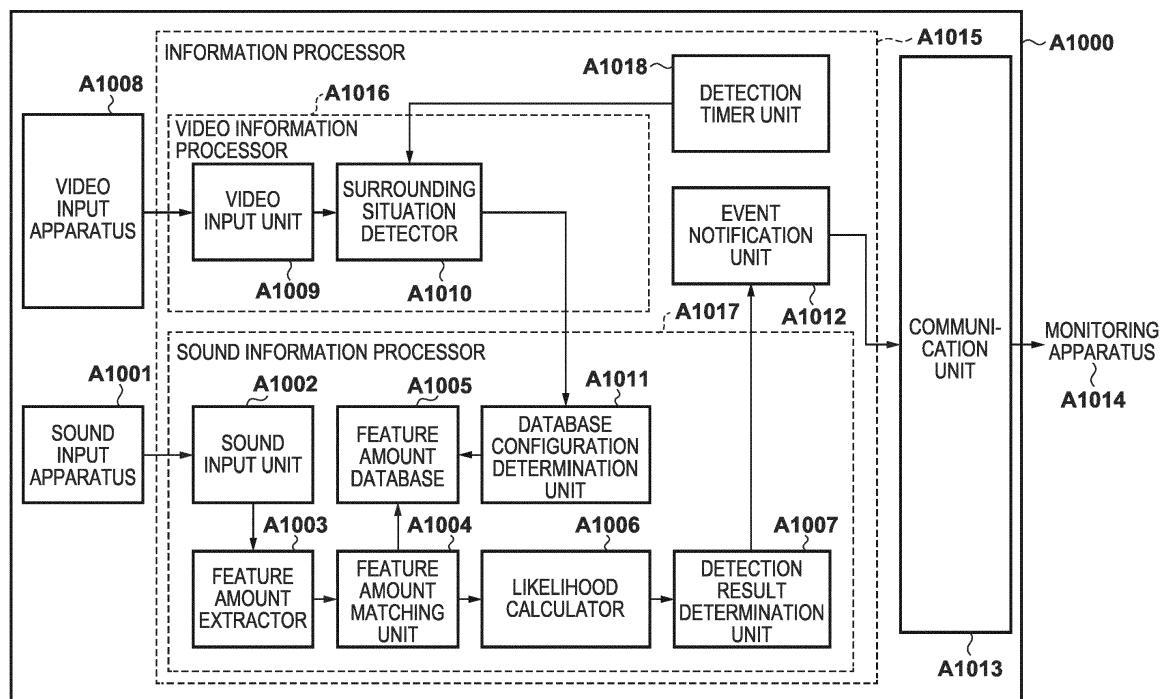 INFORMATION PROCESSOR
A1015
A1000
A1008
A1016
A1018
DETECTION
TIMER UNIT
VIDEO INFORMATION
PROCESSOR
VIDEO
INPUT
APPARATUS
VIDEO
INPUT UNIT
SURROUNDING
SITUATION
DETECTOR
EVENT
NOTIFICATION
UNIT
A1009
A1010
A1017
A1012
COMMUNI-
CATION
UNIT
MONITORING
APPARATUS
A1014
SOUND INFORMATION PROCESSOR
A1001
A1002
A1005
A1011
SOUND
INPUT
APPARATUS
SOUND
INPUT UNIT
FEATURE
AMOUNT
DATABASE
DATABASE
CONFIGURATION
DETERMINATION
UNIT
A1003
A1004
A1006
A1007
FEATURE
AMOUNT
EXTRACTOR
FEATURE
AMOUNT
MATCHING
UNIT
LIKELIHOOD
CALCULATOR
DETECTION
RESULT
DETERMINATION
UNIT
A1013